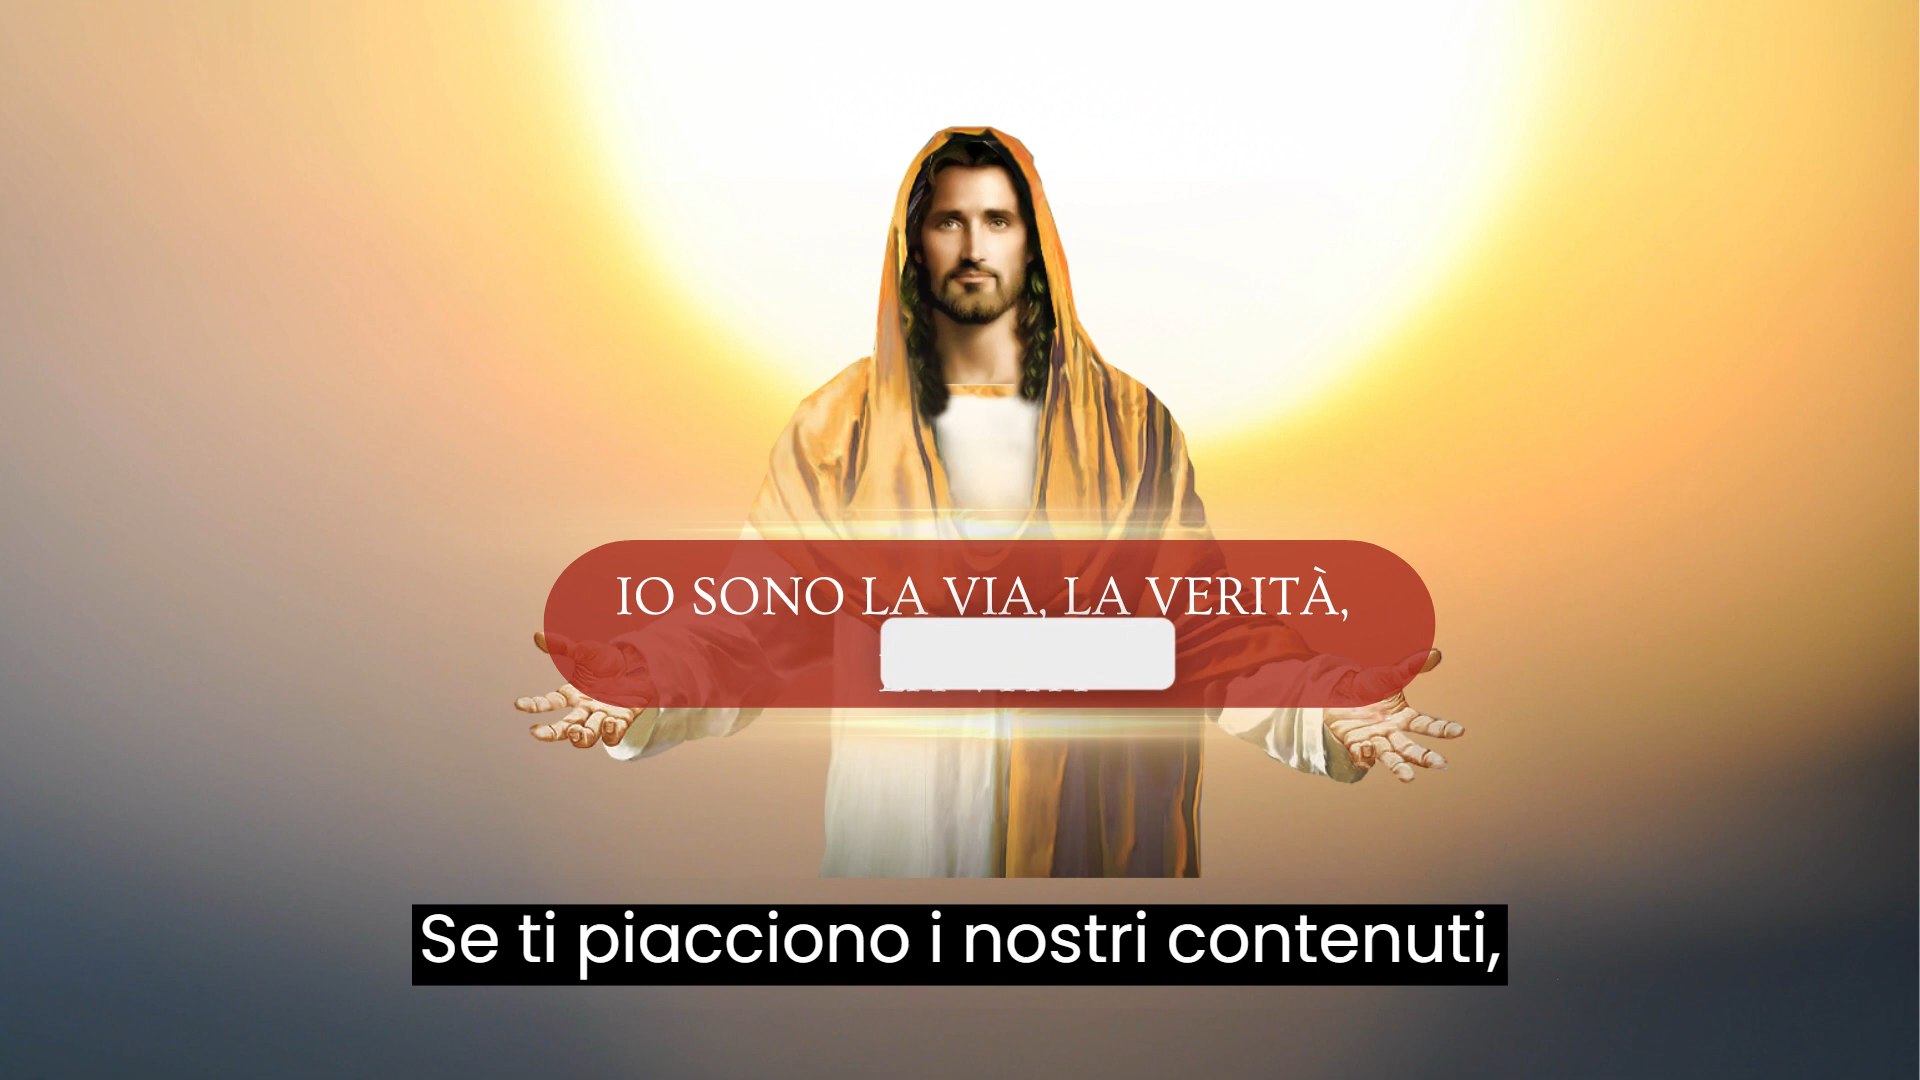 IO SONO LA VIA, LA VERITÀ,
Se ti piacciono i nostri contenuti,